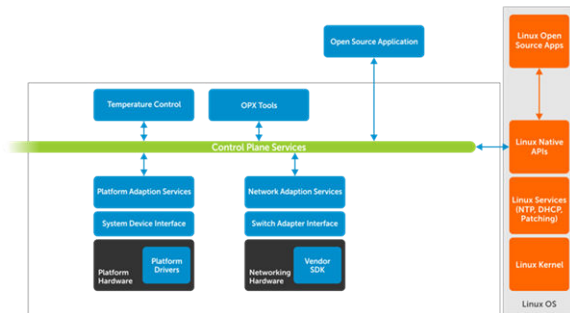 Open Source Application
Linux Open
Source Apps
Temperature Control
OPX Tools
Control Plane Services
Linux Native
APIs
Platform Adaption Services
Network Adaption Services
Linux Services
(NTP, DHCP,
Patching)
System Device Interface
Switch Adapter Interface
Platform
Drivers
Platform
Hardware
Vendor
SDK
Networking
Hardware
Linux Kernel
Linux OS